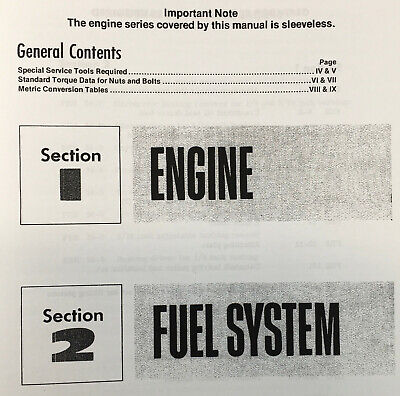 Important Note
The engine series covered by this manual is sleeveless.
General Contents
Page
Special Service Tools Required IV & V
Standard Torque Data for Nuts and Bolts VI & VII
Metric Conversion Tables VIII & IX
Section
1
ENGINE
Section
2
FUEL SYSTEM